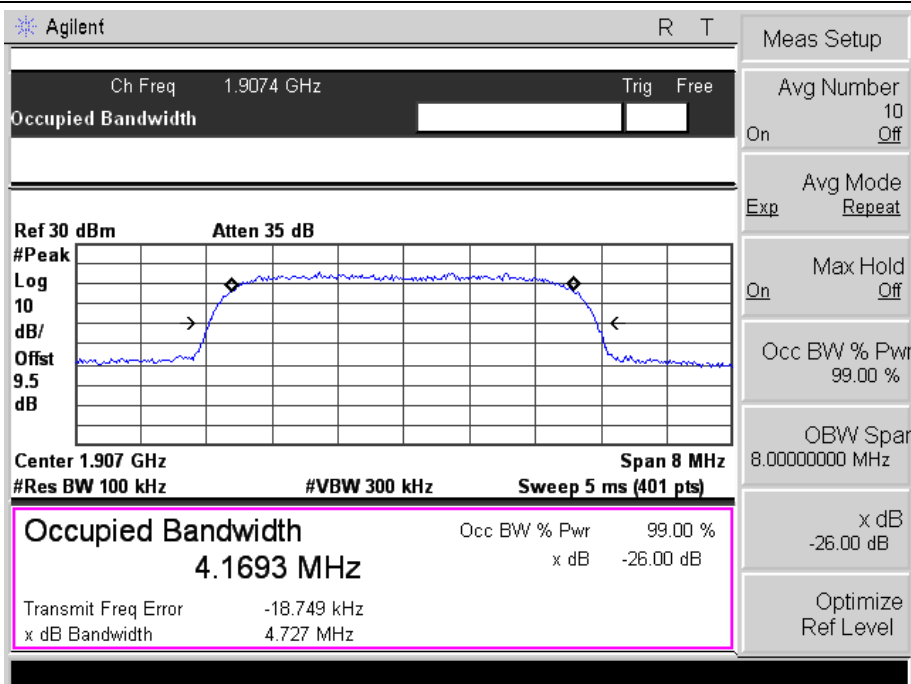 Agilent R T
Ch Freq 1.9074 GHz Trig Free
Occupied Bandwidth
Ref 30 dBm Atten 35 dB
#Peak
Log
10
dB/
Offst
9.5
dB
Center 1.907 GHz Span 8 MHz
#Res BW 100 kHz #VBW 300 kHz Sweep 5 ms (401 pts)
Occupied Bandwidth
4.1693 MHz
Occ BW % Pwr 99.00 %
x dB -26.00 dB
Transmit Freq Error -18.749 kHz
x dB Bandwidth 4.727 MHz
Meas Setup
Avg Number
10
On Off
Avg Mode
Exp Repeat
Max Hold
On Off
Occ BW % Pwr
99.00 %
OBW Spar
8.00000000 MHz
x dB
-26.00 dB
Optimize
Ref Level